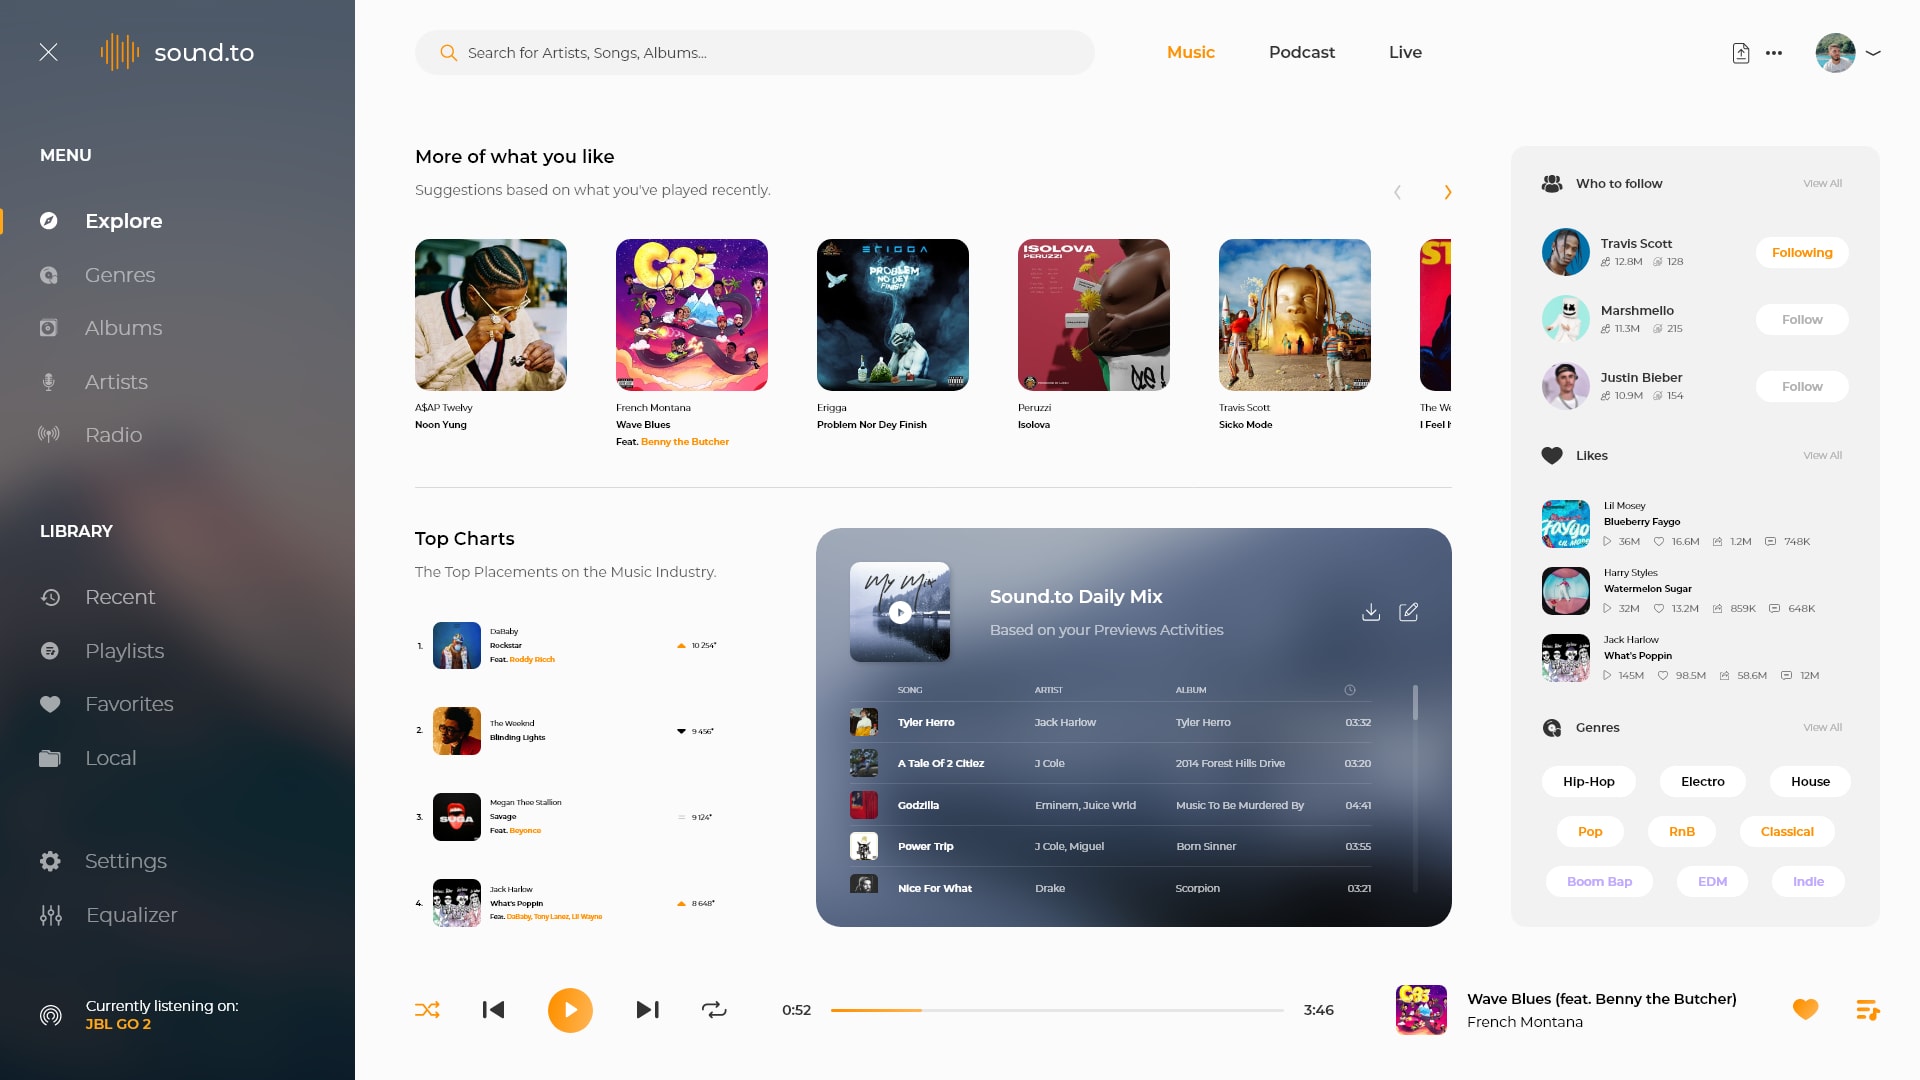 sound.to
Search for Artists, Songs, Albums...
Music
Podcast
Live
MENU
Explore
Genres
Albums
Artists
Radio
LIBRARY
Recent
Playlists
Favorites
Local
Settings
Equalizer
Currently listening on:
JBL GO 2
More of what you like
Suggestions based on what you've played recently.
A$AP Twelvy
Noon Yung
French Montana
Wave Blues
Feat. Benny the Butcher
ERIGGA
PROBLEM
NO DEY
FINISH
Erigga
Problem Nor Dey Finish
ISOLOVA
PERUZZI
Peruzzi
Isolova
Travis Scott
Sicko Mode
The We
I Feel I
Top Charts
The Top Placements on the Music Industry.
1.
DaBaby
Rockstar
Feat. Roddy Ricch
10 254*
2.
The Weeknd
Blinding Lights
9 456*
3.
SUGA
Megan Thee Stallion
Savage
Feat. Beyonce
9 124*
4.
Jack Harlow
What's Poppin
Feat. DaBaby, Tony Lanez, Lil Wayne
8 648*
My Mix
Sound.to Daily Mix
Based on your Previews Activities
SONG ARTIST ALBUM
Tyler Herro Jack Harlow Tyler Herro 03:32
A Tale Of 2 Citiez J Cole 2014 Forest Hills Drive 03:20
Godzilla Eminem, Juice Wrld Music To Be Murdered By 04:41
Power Trip J Cole, Miguel Born Sinner 03:55
Nice For What Drake Scorpion 03:21
Who to follow
View All
Travis Scott
12.8M 128
Following
Marshmello
11.3M 215
Follow
Justin Bieber
10.9M 154
Follow
Likes
View All
Faygo
Lil Mosey
Blueberry Faygo
36M 16.6M 1.2M 748K
Harry Styles
Watermelon Sugar
32M 13.2M 859K 648K
Jack Harlow
What's Poppin
145M 98.5M 58.6M 12M
Genres
View All
Hip-Hop
Electro
House
Pop
RnB
Classical
Boom Bap
EDM
Indie
0:52
3:46
Wave Blues (feat. Benny the Butcher)
French Montana